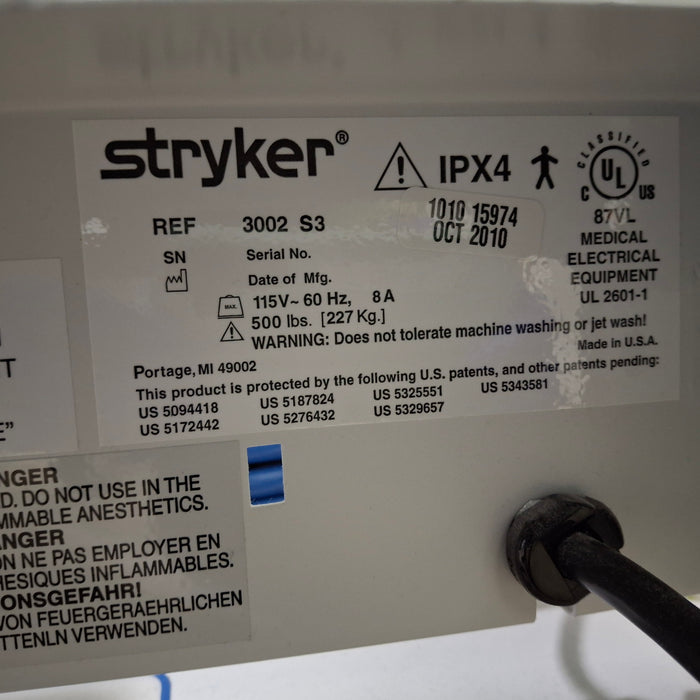 stryker®
IPX4
CLASSIFIED
UL
C US
87VL
MEDICAL
ELECTRICAL
EQUIPMENT
UL 2601-1
1010 15974
OCT 2010
REF 3002 S3
SN Serial No.
Date of Mfg.
MAX. 115V~ 60 Hz, 8A
500 lbs. [227 Kg.]
WARNING: Does not tolerate machine washing or jet wash!
Made in U.S.A.
Portage, MI 49002
This product is protected by the following U.S. patents, and other patents pending:
US 5094418 US 5187824 US 5325551 US 5343581
US 5172442 US 5276432 US 5329657
T
E”
NGER
D. DO NOT USE IN THE
MMABLE ANESTHETICS.
ANGER
ON NE PAS EMPLOYER EN
HESIQUES INFLAMMABLES.
ONSGEFAHR!
VON FEUERGERAEHRLICHEN
TTENLN VERWENDEN.